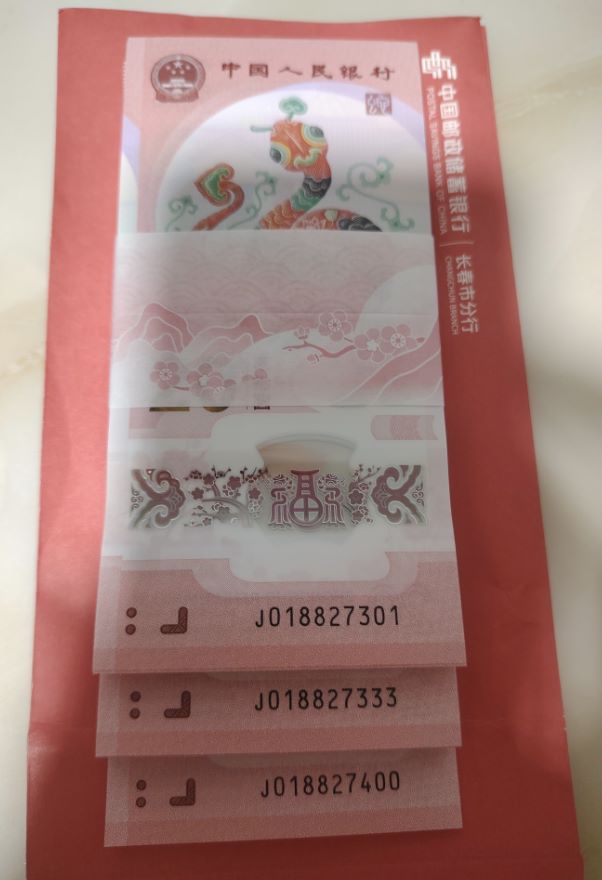 中国人民银行
中国邮政储蓄银行 | 长春市分行
POSTAL SAVINGS BANK OF CHINA
CHANGCHUN BRANCH
福
J018827301
J018827333
J018827400